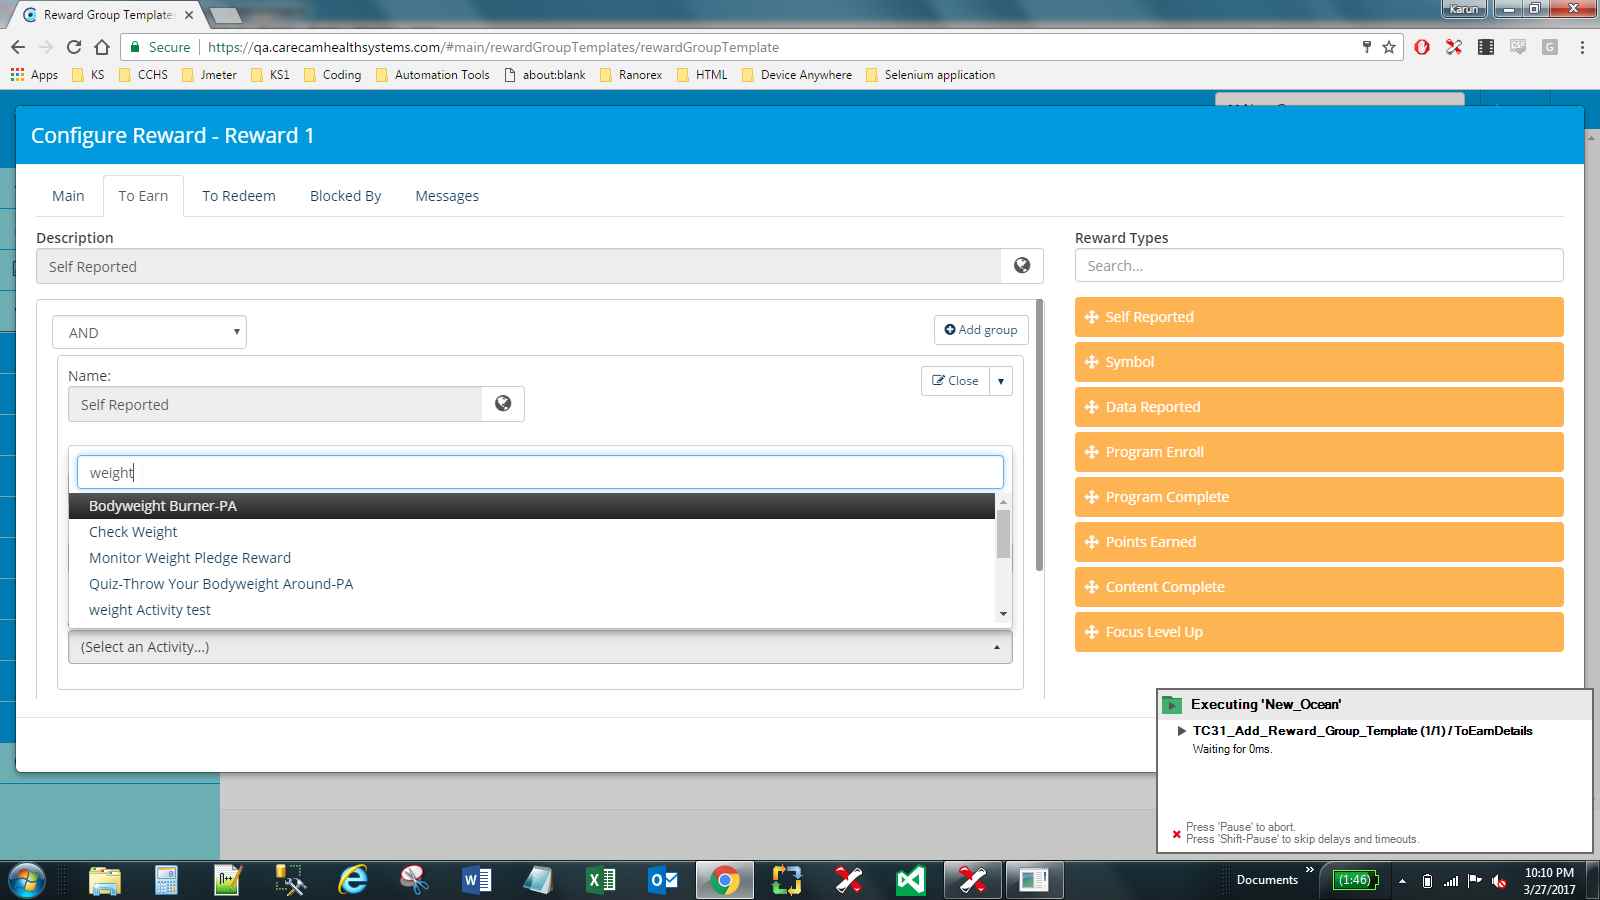 Reward Group Template
Karun
Secure
https://qa.carecamhealthsystems.com/#main/rewardGroupTemplates/rewardGroupTemplate
CSP
G
Apps
KS
CCHS
Jmeter
KS1
Coding
Automation Tools
about:blank
Ranorex
HTML
Device Anywhere
Selenium application
Configure Reward - Reward 1
Main
To Earn
To Redeem
Blocked By
Messages
Description
Self Reported
AND
Add group
Name:
Close
Self Reported
weight
Bodyweight Burner-PA
Check Weight
Monitor Weight Pledge Reward
Quiz-Throw Your Bodyweight Around-PA
weight Activity test
(Select an Activity...)
Reward Types
Search...
Self Reported
Symbol
Data Reported
Program Enroll
Program Complete
Points Earned
Content Complete
Focus Level Up
Executing 'New_Ocean'
TC31_Add_Reward_Group_Template (1/1) / ToEarnDetails
Waiting for 0ms.
Press 'Pause' to abort.
Press 'Shift-Pause' to skip delays and timeouts.
Documents
(1:46)
10:10 PM
3/27/2017